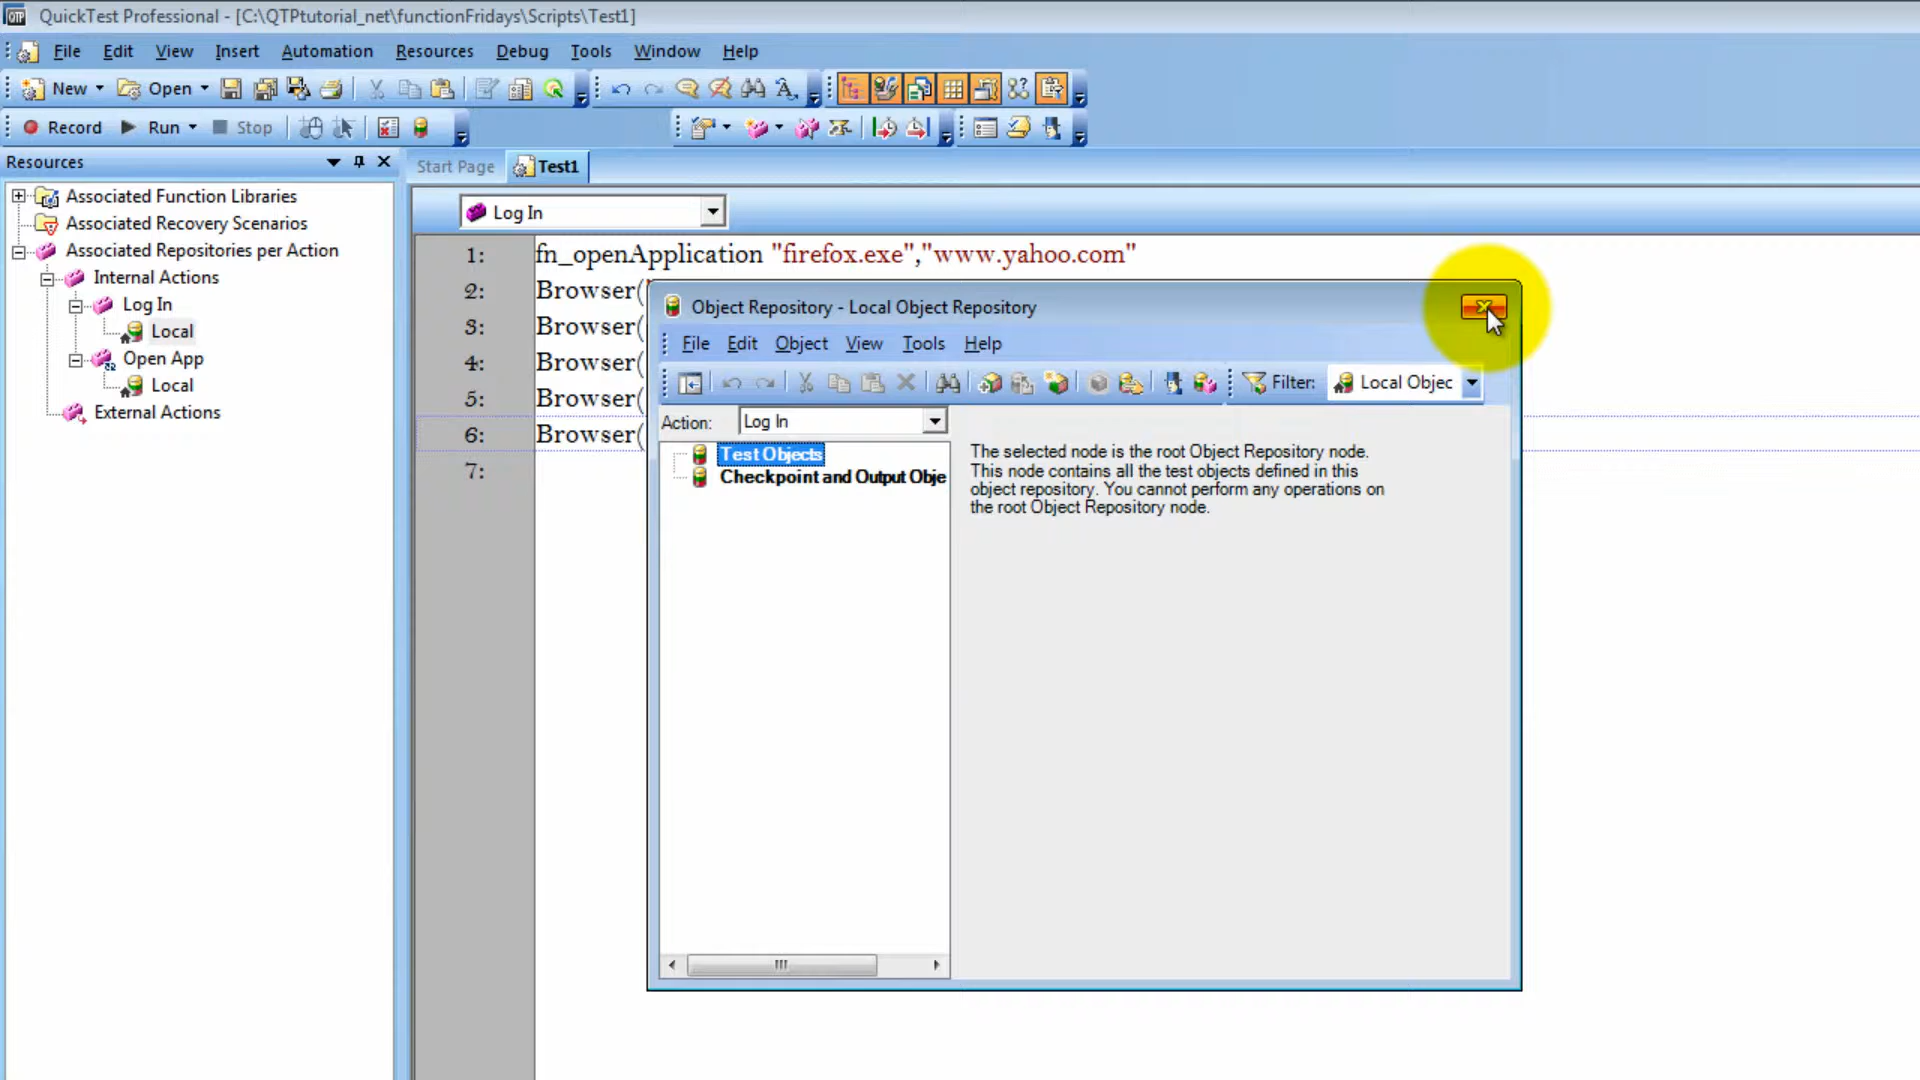 QuickTest Professional - [C:\QTPtutorial_net\functionFridays\Scripts\Test1]
File Edit View Insert Automation Resources Debug Tools Window Help
New Open
Record Run Stop
Resources
Start Page Test1
Associated Function Libraries
Associated Recovery Scenarios
Associated Repositories per Action
Internal Actions
Log In
Local
Open App
Local
External Actions
Log In
1: fn_openApplication "firefox.exe","www.yahoo.com"
2: Browser(
3: Browser(
4: Browser(
5: Browser(
6: Browser(
7:
Object Repository - Local Object Repository
File Edit Object View Tools Help
Filter: Local Objec
Action: Log In
Test Objects
Checkpoint and Output Obje
The selected node is the root Object Repository node.
This node contains all the test objects defined in this
object repository. You cannot perform any operations on
the root Object Repository node.